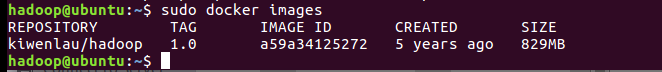 hadoop@ubuntu:~$ sudo docker images
REPOSITORY TAG IMAGE ID CREATED SIZE
kiwenlau/hadoop 1.0 a59a34125272 5 years ago 829MB
hadoop@ubuntu:~$